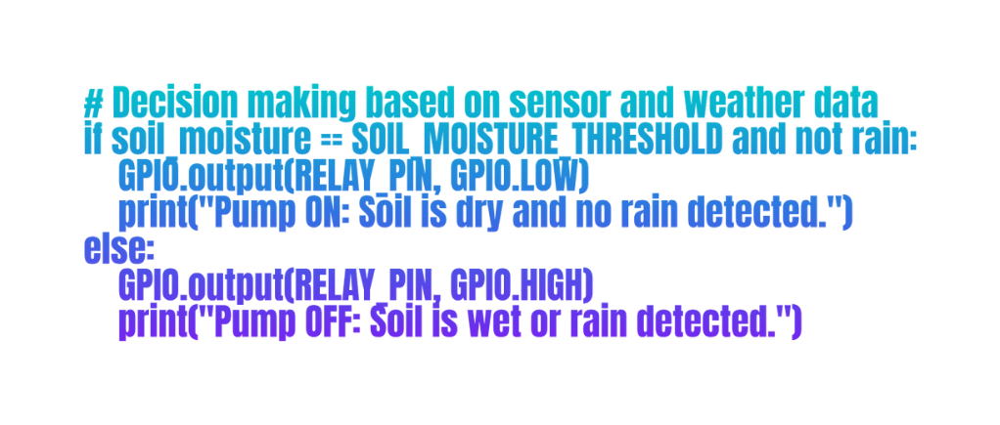 # Decision making based on sensor and weather data
if soil_moisture == SOIL_MOISTURE_THRESHOLD and not rain:
    GPIO.output(RELAY_PIN, GPIO.LOW)
    print("Pump ON: Soil is dry and no rain detected.")
else:
    GPIO.output(RELAY_PIN, GPIO.HIGH)
    print("Pump OFF: Soil is wet or rain detected.")